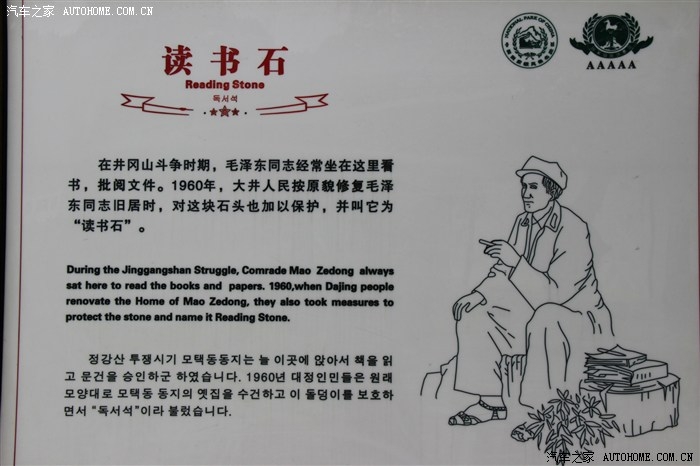 汽车之家 AUTOHOME.COM.CN
读书石
Reading Stone
독서석
AAAAA
在井冈山斗争时期，毛泽东同志经常坐在这里看
书，批阅文件。1960年，大井人民按原貌修复毛泽
东同志旧居时，对这块石头也加以保护，并叫它为
“读书石”。
During the Jinggangshan Struggle, Comrade Mao Zedong always
sat here to read the books and papers. 1960,when Dajing people
renovate the Home of Mao Zedong, they also took measures to
protect the stone and name it Reading Stone.
정강산 투쟁시기 모택동동지는 늘 이곳에 앉아서 책을 읽
고 문건을 승인하군 하였습니다. 1960년 대정인민들은 원래
모양대로 모택동 동지의 옛집을 수건하고 이 돌덩이를 보호하
면서 “독서석”이라 불렀습니다.
汽车之家 AUTOHOME.COM.CN